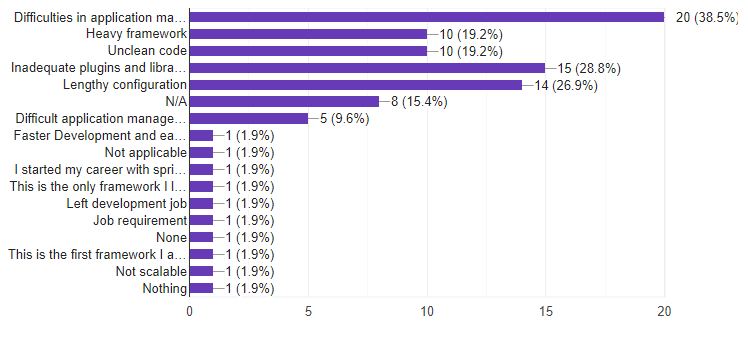 Difficulties in application ma… 20 (38.5%)
Heavy framework 10 (19.2%)
Unclean code 10 (19.2%)
Inadequate plugins and libra… 15 (28.8%)
Lengthy configuration 14 (26.9%)
N/A 8 (15.4%)
Difficult application manage… 5 (9.6%)
Faster Development and ea… 1 (1.9%)
Not applicable 1 (1.9%)
I started my career with spri… 1 (1.9%)
This is the only framework I l… 1 (1.9%)
Left development job 1 (1.9%)
Job requirement 1 (1.9%)
None 1 (1.9%)
This is the first framework I a… 1 (1.9%)
Not scalable 1 (1.9%)
Nothing 1 (1.9%)
0 5 10 15 20